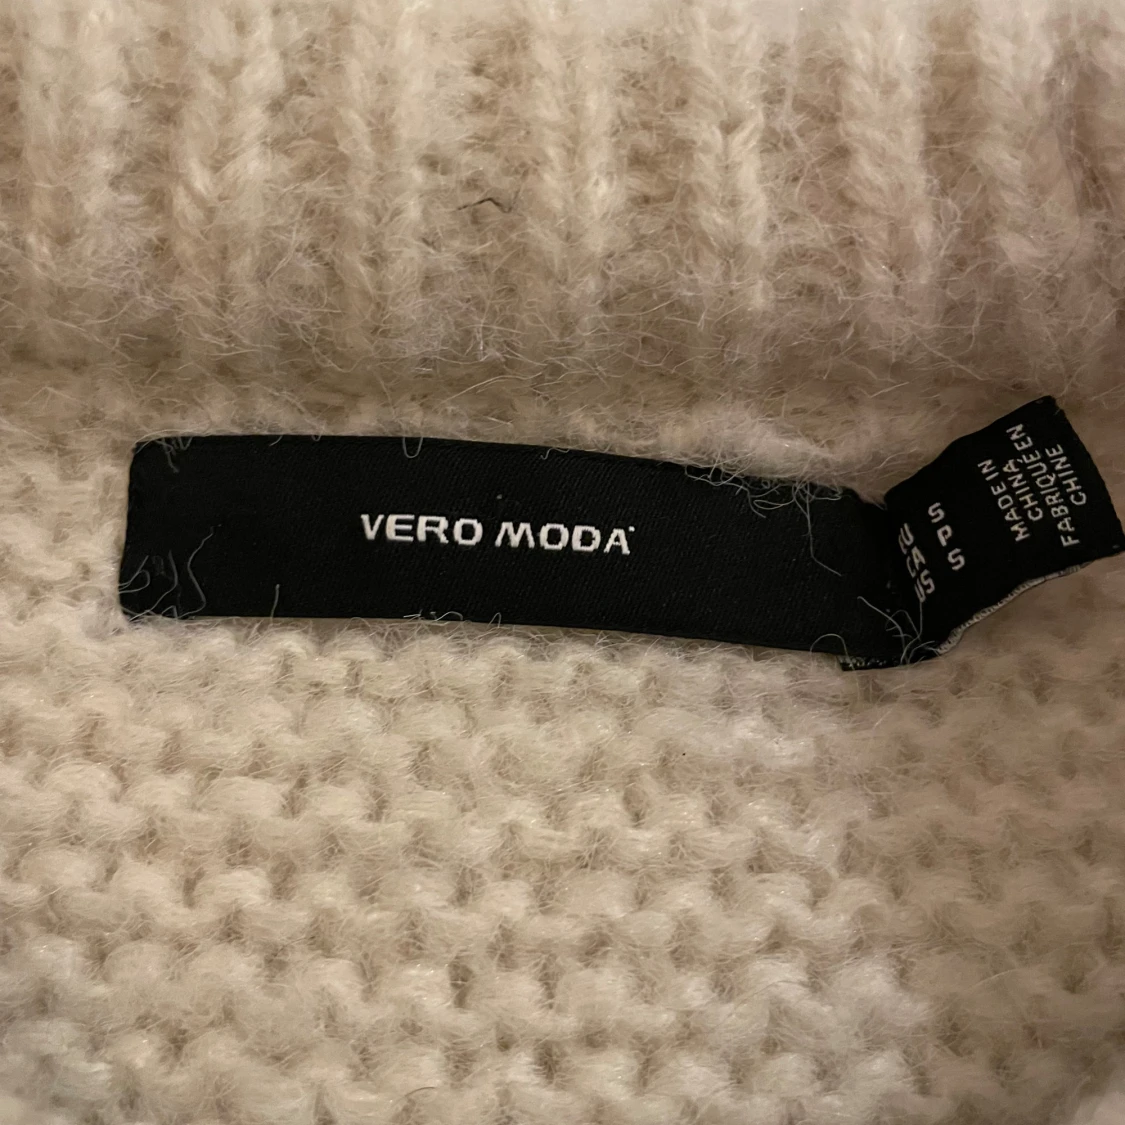 VERO MODA
S
P
S
MADE IN
CHINA
FABRIQUE EN
CHINE